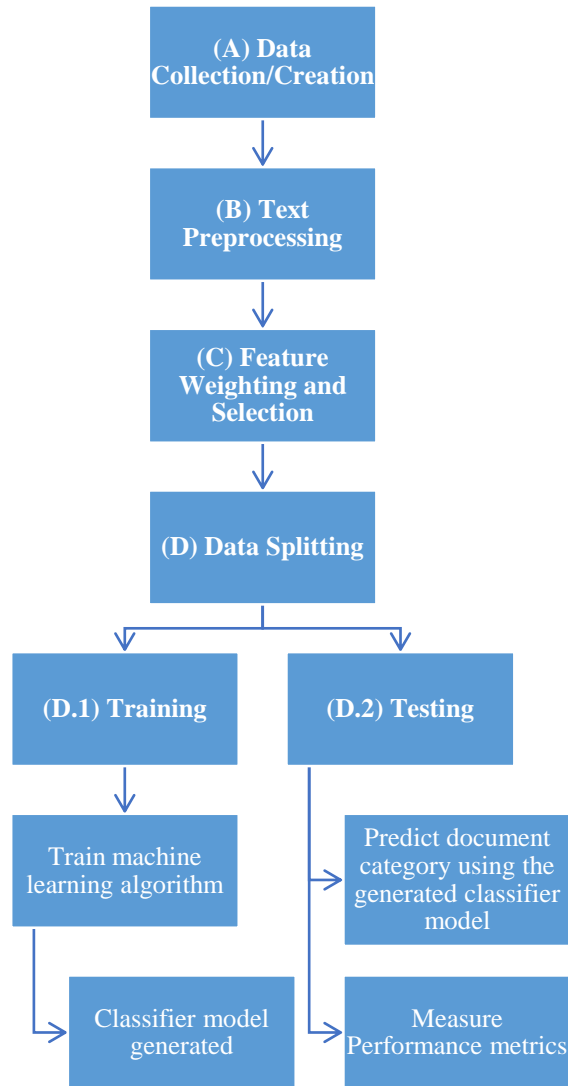 (A) Data
Collection/Creation
(B) Text
Preprocessing
(C) Feature
Weighting and
Selection
(D) Data Splitting
(D.1) Training
(D.2) Testing
Train machine
learning algorithm
Predict document
category using the
generated classifier
model
Classifier model
generated
Measure
Performance metrics